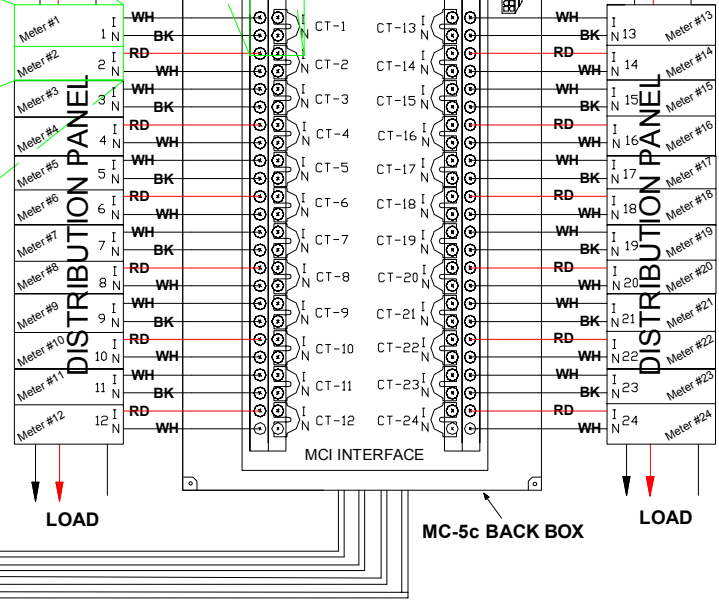 Meter #1
1 I N
WH
BK
Meter #2
2 I N
RD
WH
Meter #3
3 I N
WH
BK
Meter #4
4 I N
RD
WH
Meter #5
5 I N
WH
BK
Meter #6
6 I N
RD
WH
Meter #7
7 I N
WH
BK
Meter #8
8 I N
RD
WH
Meter #9
9 I N
WH
BK
Meter #10
10 I N
RD
WH
Meter #11
11 I N
WH
BK
Meter #12
12 I N
RD
WH
DISTRIBUTION PANEL
LOAD
I N CT-1
I N CT-2
I N CT-3
I N CT-4
I N CT-5
I N CT-6
I N CT-7
I N CT-8
I N CT-9
I N CT-10
I N CT-11
I N CT-12
CT-13 I N
CT-14 I N
CT-15 I N
CT-16 I N
CT-17 I N
CT-18 I N
CT-19 I N
CT-20 I N
CT-21 I N
CT-22 I N
CT-23 I N
CT-24 I N
MCI INTERFACE
MC-5c BACK BOX
WH
BK
I N 13
Meter #13
RD
WH
I N 14
Meter #14
WH
BK
I N 15
Meter #15
RD
WH
I N 16
Meter #16
WH
BK
I N 17
Meter #17
RD
WH
I N 18
Meter #18
WH
BK
I N 19
Meter #19
RD
WH
I N 20
Meter #20
WH
BK
I N 21
Meter #21
RD
WH
I N 22
Meter #22
WH
BK
I N 23
Meter #23
RD
WH
I N 24
Meter #24
DISTRIBUTION PANEL
LOAD